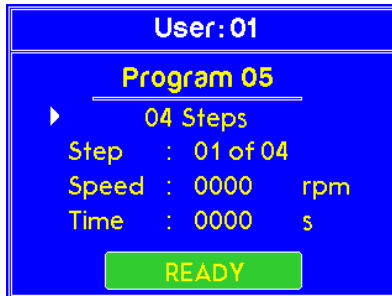 User: 01
Program 05
04 Steps
Step : 01 of 04
Speed : 0000 rpm
Time : 0000 s
READY